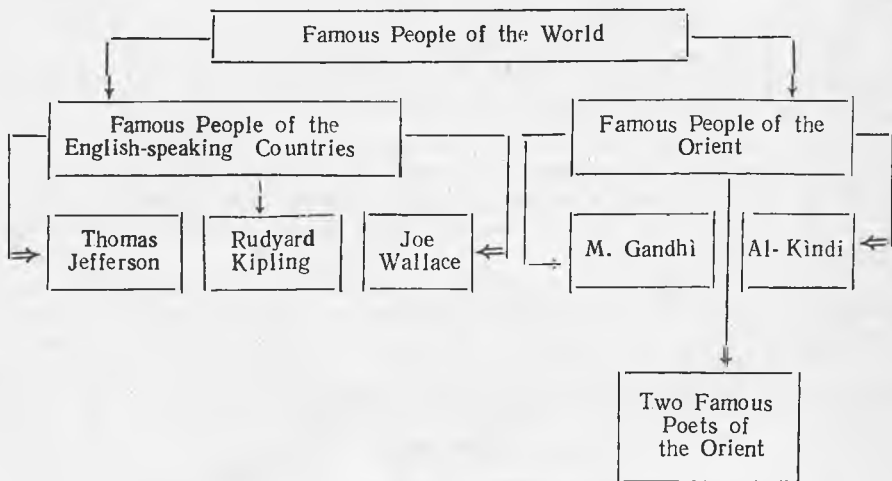 Famous People of the World
Famous People of the
English-speaking Countries
Famous People of the
Orient
Thomas
Jefferson
Rudyard
Kipling
Joe
Wallace
M. Gandhi
Al-Kindi
Two Famous
Poets of
the Orient